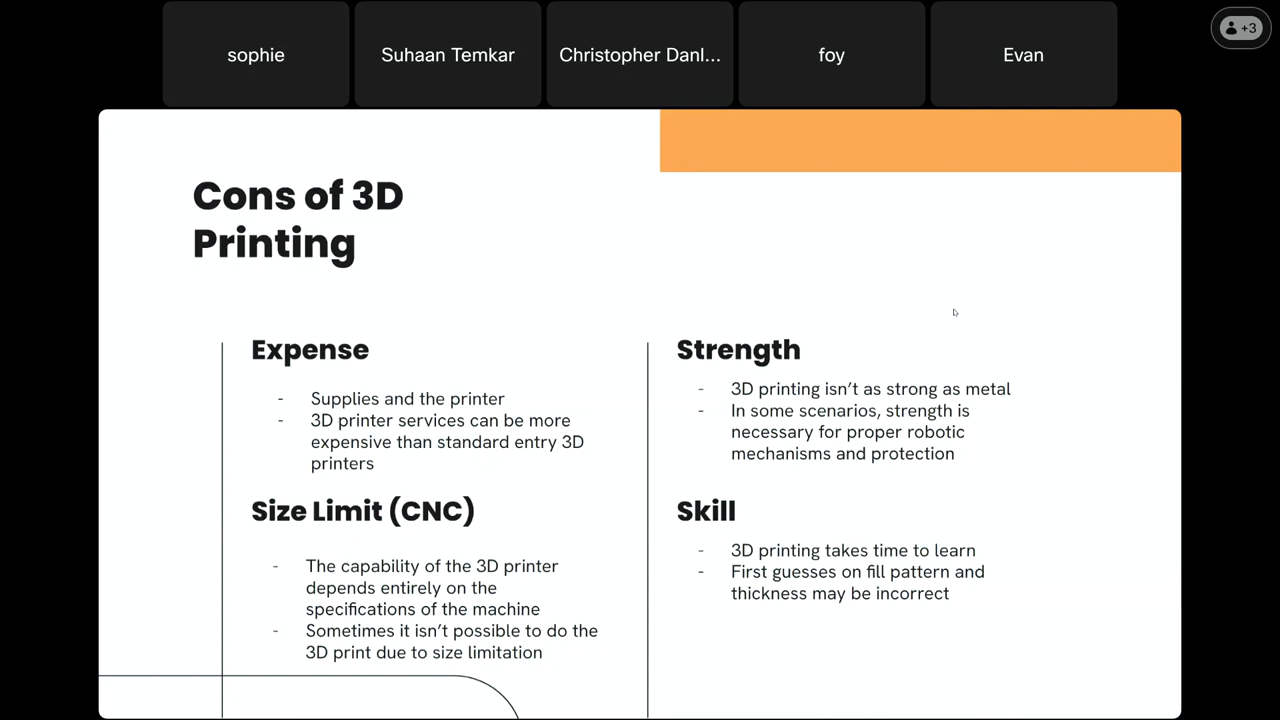 sophie
Suhaan Temkar
Christopher Danl...
foy
Evan
+3
Cons of 3D
Printing
Expense
- Supplies and the printer
- 3D printer services can be more
expensive than standard entry 3D
printers
Size Limit (CNC)
- The capability of the 3D printer
depends entirely on the
specifications of the machine
- Sometimes it isn't possible to do the
3D print due to size limitation
Strength
- 3D printing isn't as strong as metal
- In some scenarios, strength is
necessary for proper robotic
mechanisms and protection
Skill
- 3D printing takes time to learn
- First guesses on fill pattern and
thickness may be incorrect